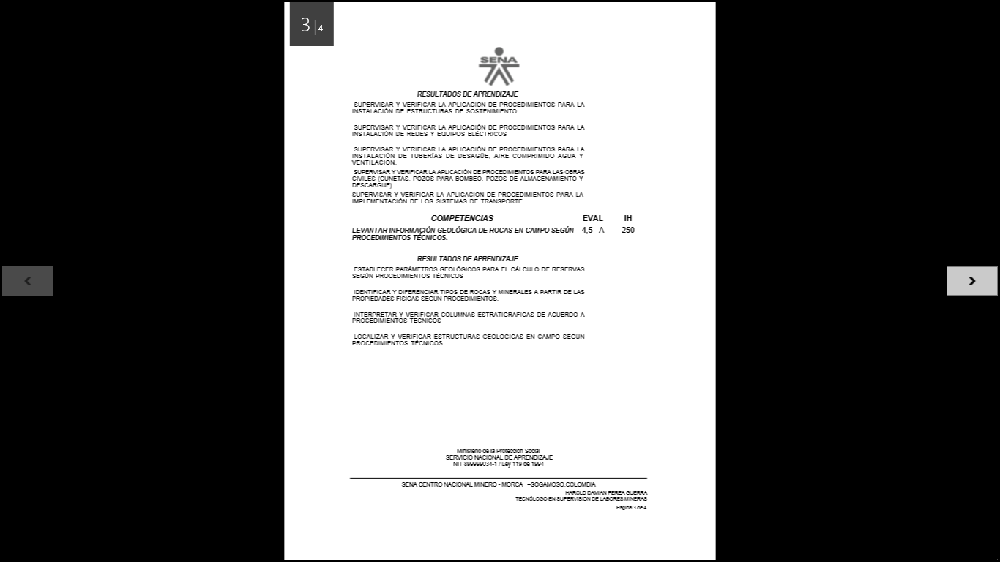 3 | 4
SENA
RESULTADOS DE APRENDIZAJE
SUPERVISAR Y VERIFICAR LA APLICACIÓN DE PROCEDIMIENTOS PARA LA
INSTALACIÓN DE ESTRUCTURAS DE SOSTENIMIENTO.
SUPERVISAR Y VERIFICAR LA APLICACIÓN DE PROCEDIMIENTOS PARA LA
INSTALACIÓN DE REDES Y EQUIPOS ELÉCTRICOS
SUPERVISAR Y VERIFICAR LA APLICACIÓN DE PROCEDIMIENTOS PARA LA
INSTALACIÓN DE TUBERÍAS DE DESAGÜE, AIRE COMPRIMIDO AGUA Y
VENTILACIÓN.
SUPERVISAR Y VERIFICAR LA APLICACIÓN DE PROCEDIMIENTOS PARA LAS OBRAS
CIVILES (CUNETAS, POZOS PARA BOMBEO, POZOS DE ALMACENAMIENTO Y
DESCARGUE)
SUPERVISAR Y VERIFICAR LA APLICACIÓN DE PROCEDIMIENTOS PARA LA
IMPLEMENTACIÓN DE LOS SISTEMAS DE TRANSPORTE.
COMPETENCIAS EVAL IH
LEVANTAR INFORMACIÓN GEOLÓGICA DE ROCAS EN CAMPO SEGÚN 4,5 A 250
PROCEDIMIENTOS TÉCNICOS.
RESULTADOS DE APRENDIZAJE
ESTABLECER PARÁMETROS GEOLÓGICOS PARA EL CÁLCULO DE RESERVAS
SEGÚN PROCEDIMIENTOS TÉCNICOS
IDENTIFICAR Y DIFERENCIAR TIPOS DE ROCAS Y MINERALES A PARTIR DE LAS
PROPIEDADES FÍSICAS SEGÚN PROCEDIMIENTOS.
INTERPRETAR Y VERIFICAR COLUMNAS ESTRATIGRÁFICAS DE ACUERDO A
PROCEDIMIENTOS TÉCNICOS
LOCALIZAR Y VERIFICAR ESTRUCTURAS GEOLÓGICAS EN CAMPO SEGÚN
PROCEDIMIENTOS TÉCNICOS
Ministerio de la Protección Social
SERVICIO NACIONAL DE APRENDIZAJE
NIT 899999034-1 / Ley 119 de 1994
SENA CENTRO NACIONAL MINERO - MORCA –SOGAMOSO.COLOMBIA
HAROLD DAMIAN PEREA GUERRA
TECNÓLOGO EN SUPERVISION DE LABORES MINERAS
Página 3 de 4